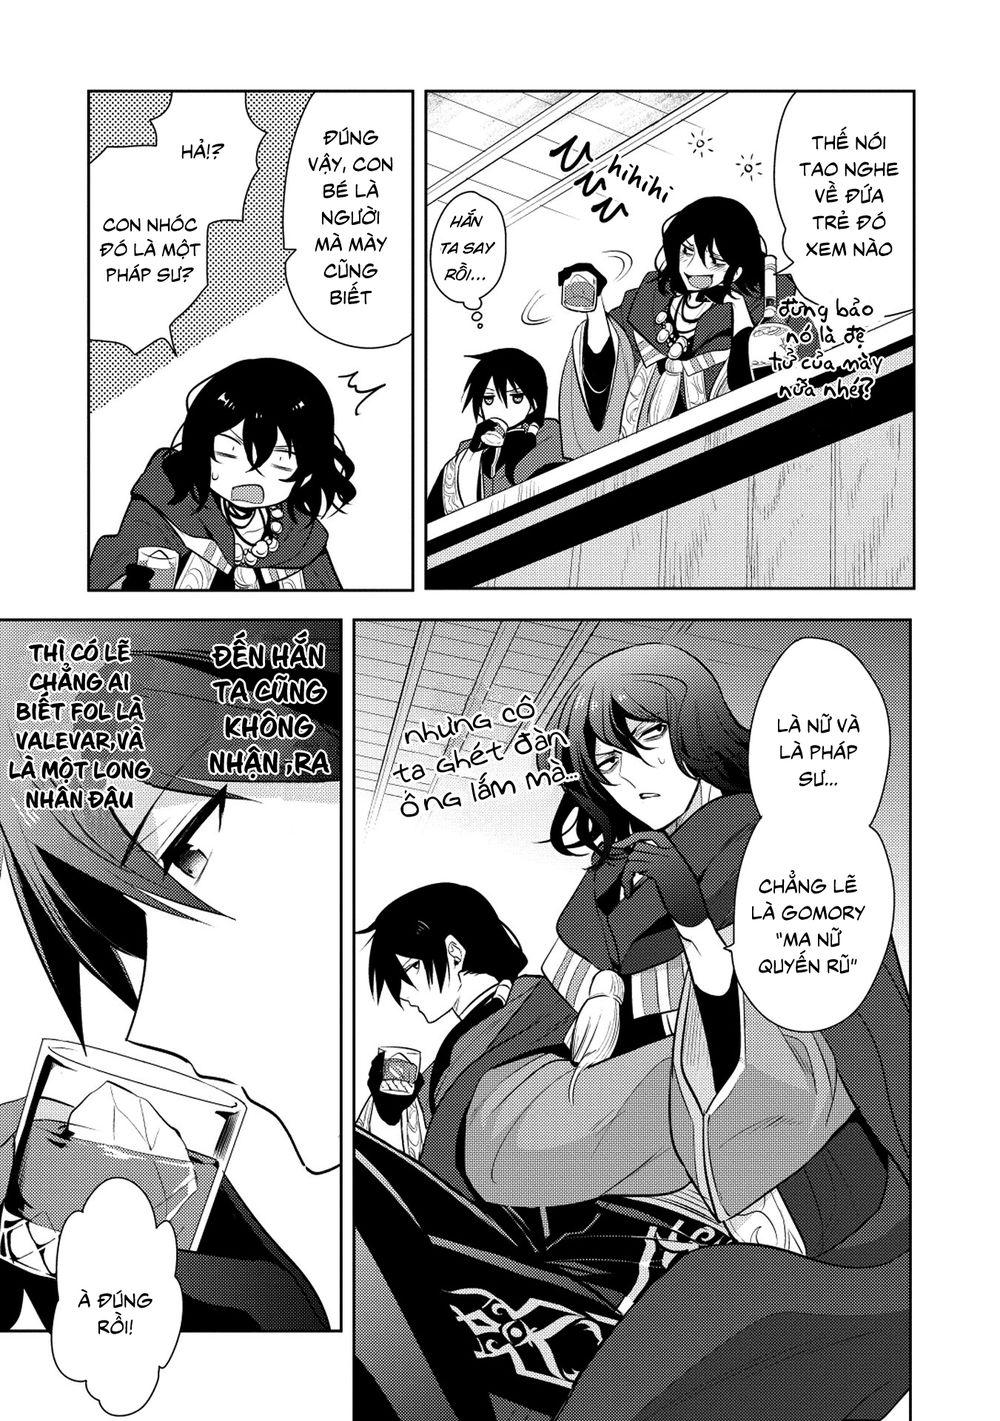 THẾ NÓI
TAO NGHE
VỀ ĐỨA
TRẺ ĐÓ
XEM NÀO
hihihi
HẮN
TA SAY
RỒI...
đừng bảo
nó là đệ
tử của mày
nữa nhé?
ĐÚNG
VẬY, CON
BÉ LÀ
NGƯỜI
MÀ MÀY
CŨNG
BIẾT
HẢ!?
CON NHÓC
ĐÓ LÀ MỘT
PHÁP SƯ?
LÀ NỮ VÀ
LÀ PHÁP
SƯ...
CHẲNG LẼ
LÀ GOMORY
"MA NỮ
QUYẾN RŨ"
nhưng cô
ta ghét đàn
ông lắm mà...
ĐẾN HẮN
TA CŨNG
KHÔNG
NHẬN ,RA
THÌ CÓ LẼ
CHẲNG AI
BIẾT FOL LÀ
VALEVAR,VÀ
LÀ MỘT LONG
NHÂN ĐÂU
À ĐÚNG
RỒI!